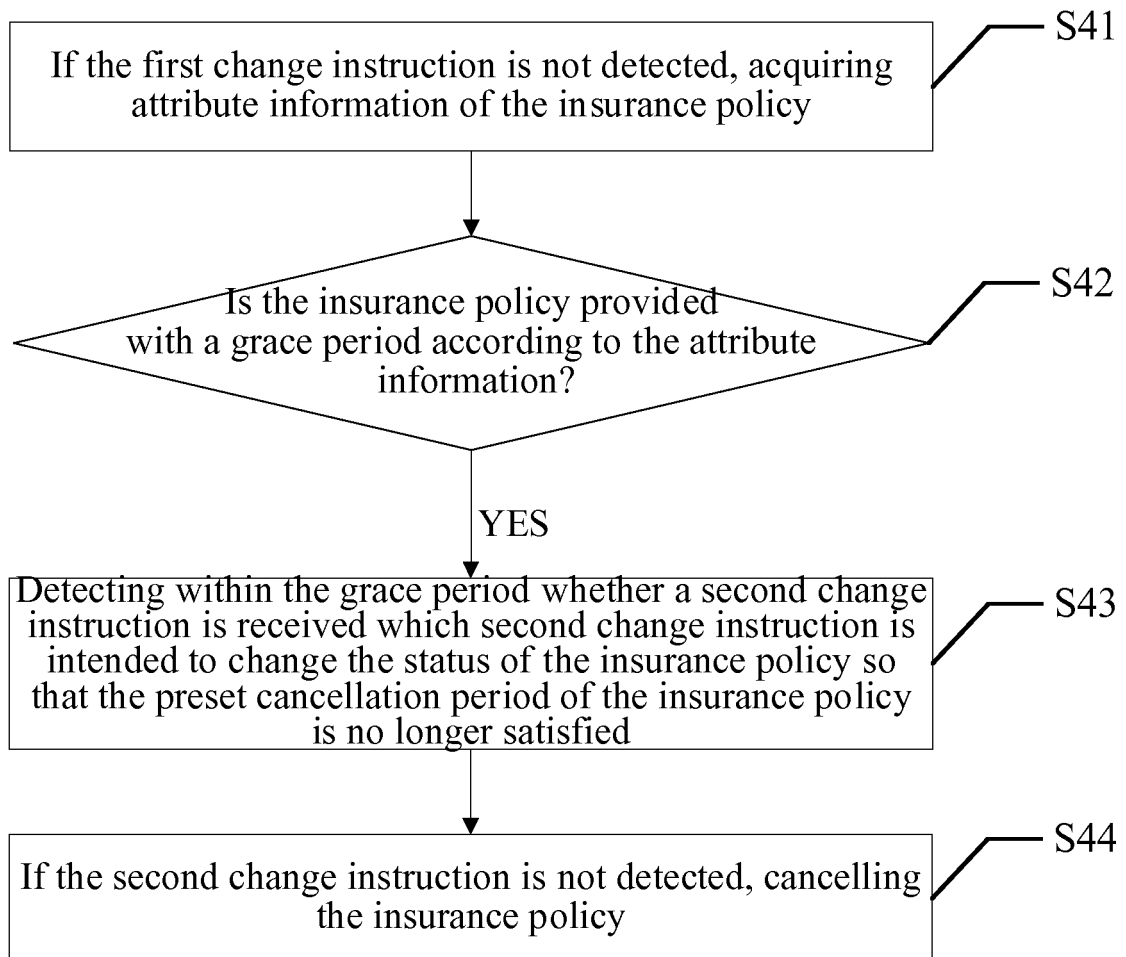 S41
If the first change instruction is not detected, acquiring
attribute information of the insurance policy
S42
Is the insurance policy provided
with a grace period according to the attribute
information?
YES
S43
Detecting within the grace period whether a second change
instruction is received which second change instruction is
intended to change the status of the insurance policy so
that the preset cancellation period of the insurance policy
is no longer satisfied
S44
If the second change instruction is not detected, cancelling
the insurance policy